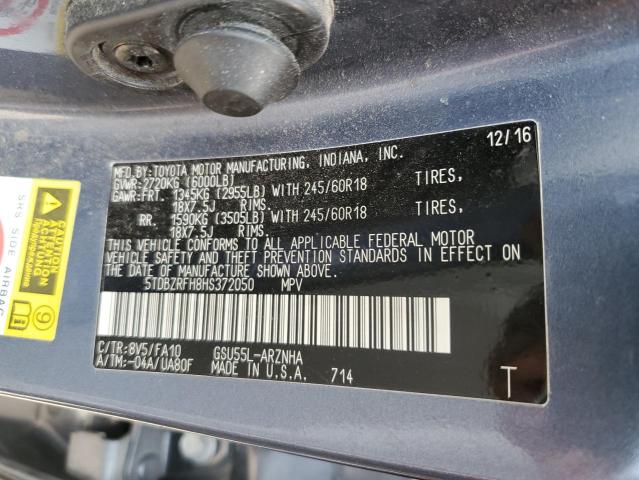 12/16
MFD.BY:TOYOTA MOTOR MANUFACTURING, INDIANA, INC.
GVWR:2720KG (6000LB)
GAWR:FRT. 1345KG (2955LB) WITH 245/60R18 TIRES,
18X7.5J RIMS.
RR. 1590KG (3505LB) WITH 245/60R18 TIRES,
18X7.5J RIMS.
THIS VEHICLE CONFORMS TO ALL APPLICABLE FEDERAL MOTOR
VEHICLE SAFETY AND THEFT PREVENTION STANDARDS IN EFFECT ON
THE DATE OF MANUFACTURE SHOWN ABOVE.
5TDBZRFH8HS372050 MPV
C/TR:8V5/FA10 GSU55L-ARZNHA
A/TM:-04A/UA80F MADE IN U.S.A. 714
T
SRS SIDE AIRBAG
CAUTION
9